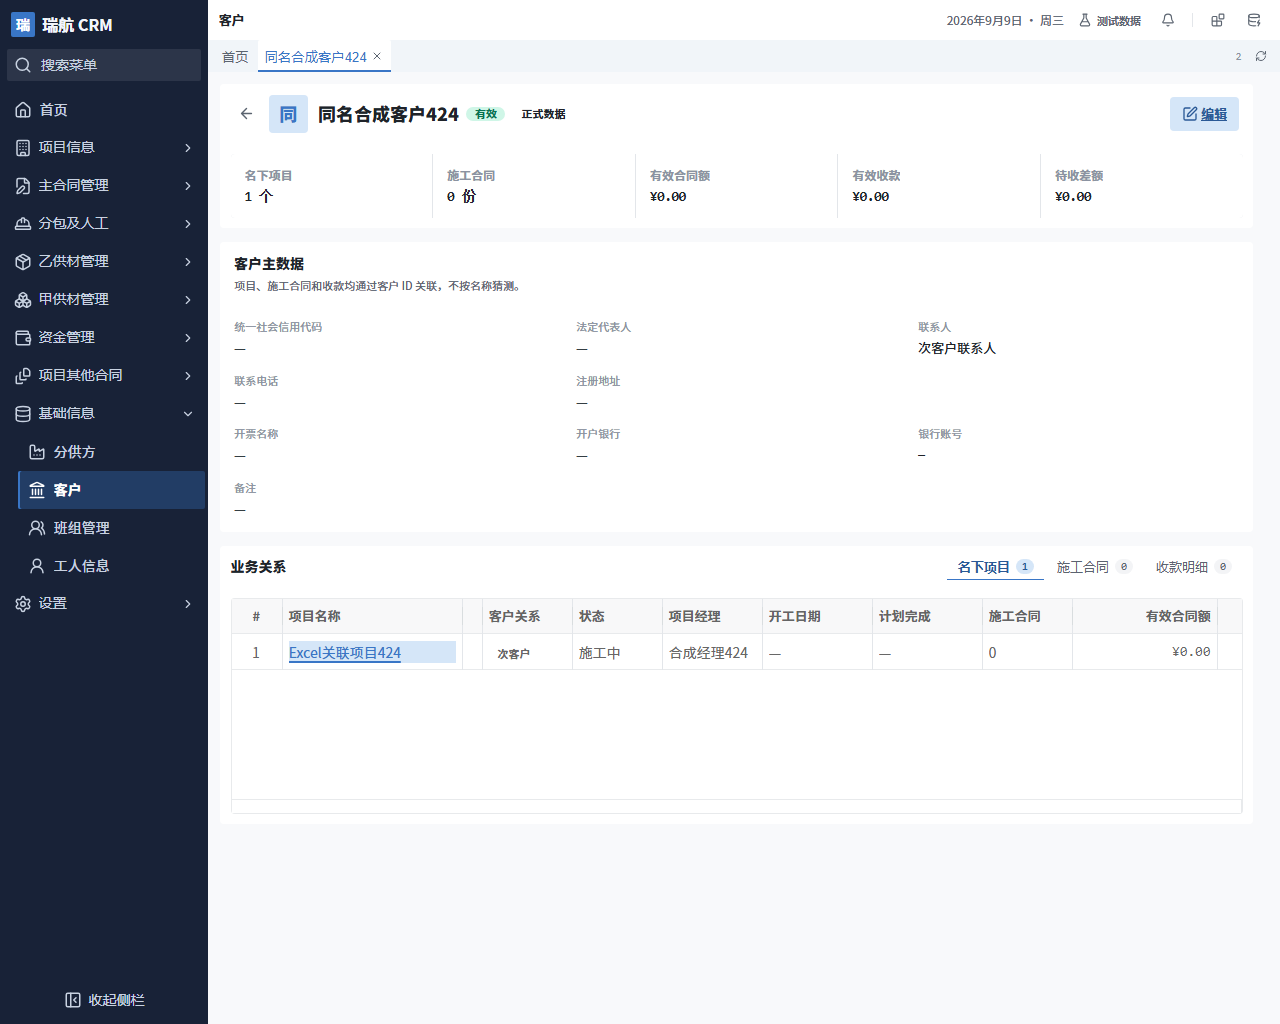 瑞 瑞航 CRM
搜索菜单
首页
项目信息
主合同管理
分包及人工
乙供材管理
甲供材管理
资金管理
项目其他合同
基础信息
分供方
客户
班组管理
工人信息
设置
收起侧栏
客户
2026年9月9日 · 周三 测试数据
首页 同名合成客户424 × 2
同 同名合成客户424 有效 正式数据 编辑
名下项目 施工合同 有效合同额 有效收款 待收差额
1 个 0 份 ¥0.00 ¥0.00 ¥0.00
客户主数据
项目、施工合同和收款均通过客户 ID 关联，不按名称猜测。
统一社会信用代码 法定代表人 联系人
— — 次客户联系人
联系电话 注册地址
— —
开票名称 开户银行 银行账号
— — –
备注
—
业务关系 名下项目 1 施工合同 0 收款明细 0
# 项目名称 客户关系 状态 项目经理 开工日期 计划完成 施工合同 有效合同额
1 Excel关联项目424 次客户 施工中 合成经理424 — — 0 ¥0.00